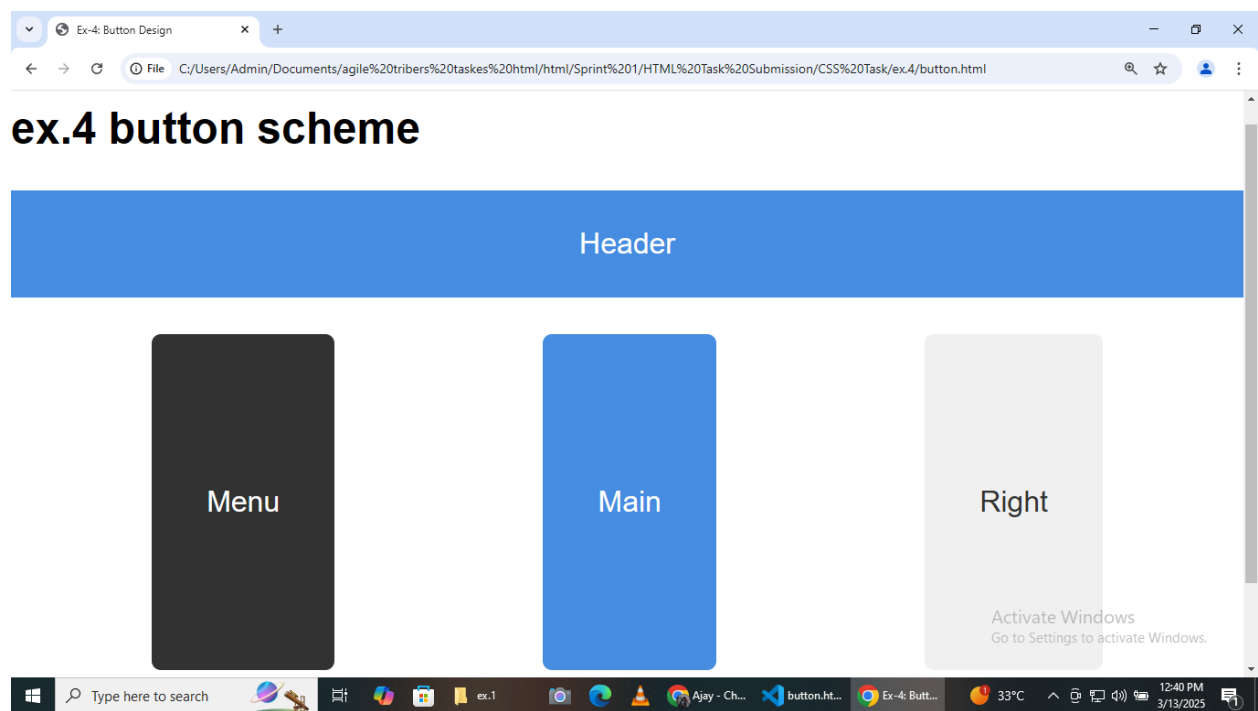 Ex-4: Button Design
File C:/Users/Admin/Documents/agile%20tribers%20taskes%20html/html/Sprint%201/HTML%20Task%20Submission/CSS%20Task/ex.4/button.html
ex.4 button scheme
Header
Menu
Main
Right
Activate Windows
Go to Settings to activate Windows.
Type here to search
ex.1
Ajay - Ch...
button.ht...
Ex-4: Butt...
1
33°C
12:40 PM
3/13/2025
1